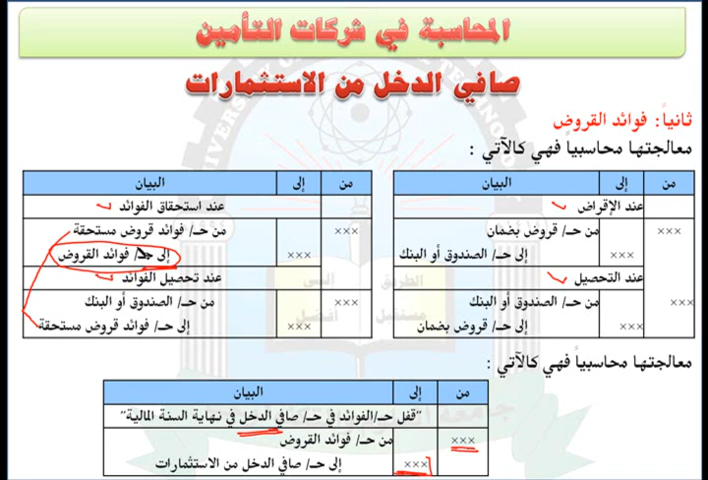 المحاسبة في شركات التأمين
صافي الدخل من الاستثمارات
ثانياً: فوائد القروض
معالجتها محاسبياً فهي كالآتي :
من إلى البيان
عند الإقراض
××× من حـ/ قروض بضمان
××× إلى حـ/ الصندوق أو البنك
عند التحصيل
××× من حـ/ الصندوق أو البنك
××× إلى حـ/ قروض بضمان
من إلى البيان
عند استحقاق الفوائد
××× من حـ/ فوائد قروض مستحقة
××× إلى حـ/ فوائد القروض
عند تحصيل الفوائد
××× من حـ/ الصندوق أو البنك
××× إلى حـ/ فوائد قروض مستحقة
معالجتها محاسبياً فهي كالآتي :
من إلى البيان
"قفل حـ/الفوائد في حـ/ صافي الدخل في نهاية السنة المالية"
××× من حـ/ فوائد القروض
××× إلى حـ/ صافي الدخل من الاستثمارات